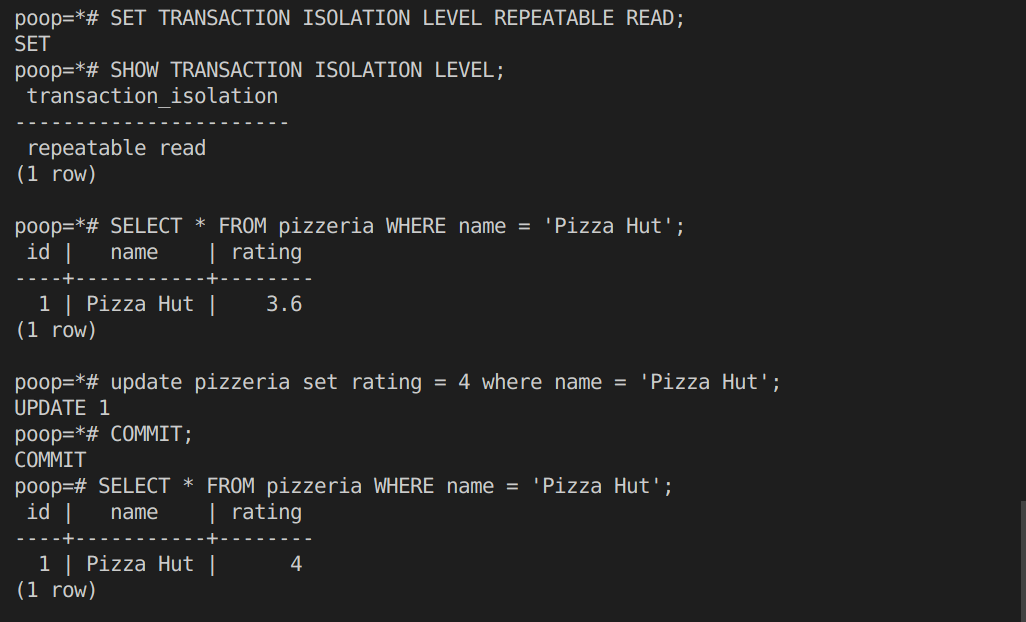 poop=*# SET TRANSACTION ISOLATION LEVEL REPEATABLE READ;
SET
poop=*# SHOW TRANSACTION ISOLATION LEVEL;
 transaction_isolation
-----------------------
 repeatable read
(1 row)

poop=*# SELECT * FROM pizzeria WHERE name = 'Pizza Hut';
 id |   name    | rating
----+-----------+--------
  1 | Pizza Hut |    3.6
(1 row)

poop=*# update pizzeria set rating = 4 where name = 'Pizza Hut';
UPDATE 1
poop=*# COMMIT;
COMMIT
poop=# SELECT * FROM pizzeria WHERE name = 'Pizza Hut';
 id |   name    | rating
----+-----------+--------
  1 | Pizza Hut |      4
(1 row)